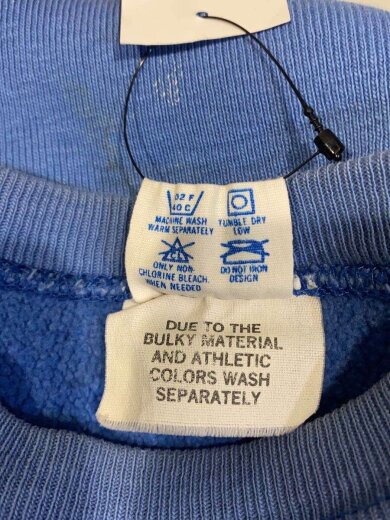 40 C
MACHINE WASH
WARM SEPARATELY
TUMBLE DRY
LOW
CL
ONLY NON-
CHLORINE BLEACH
WHEN NEEDED
DO NOT IRON
DESIGN
DUE TO THE
BULKY MATERIAL
AND ATHLETIC
COLORS WASH
SEPARATELY